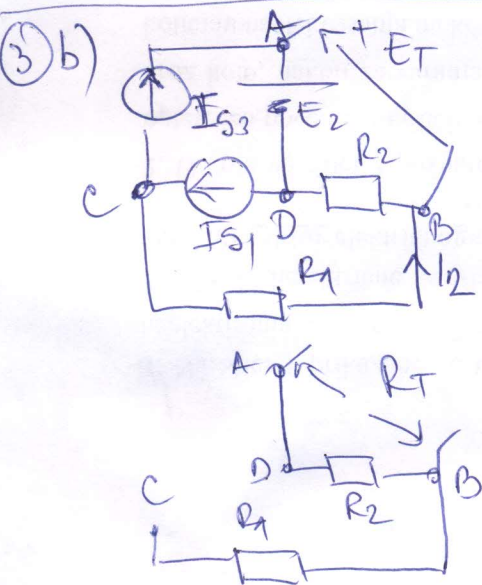 3 b)
A
+ E_T
I_S3
E_2
R_2
C
I_S1
D
B
R_1
I_2
A
R_T
D
R_2
B
C
R_1